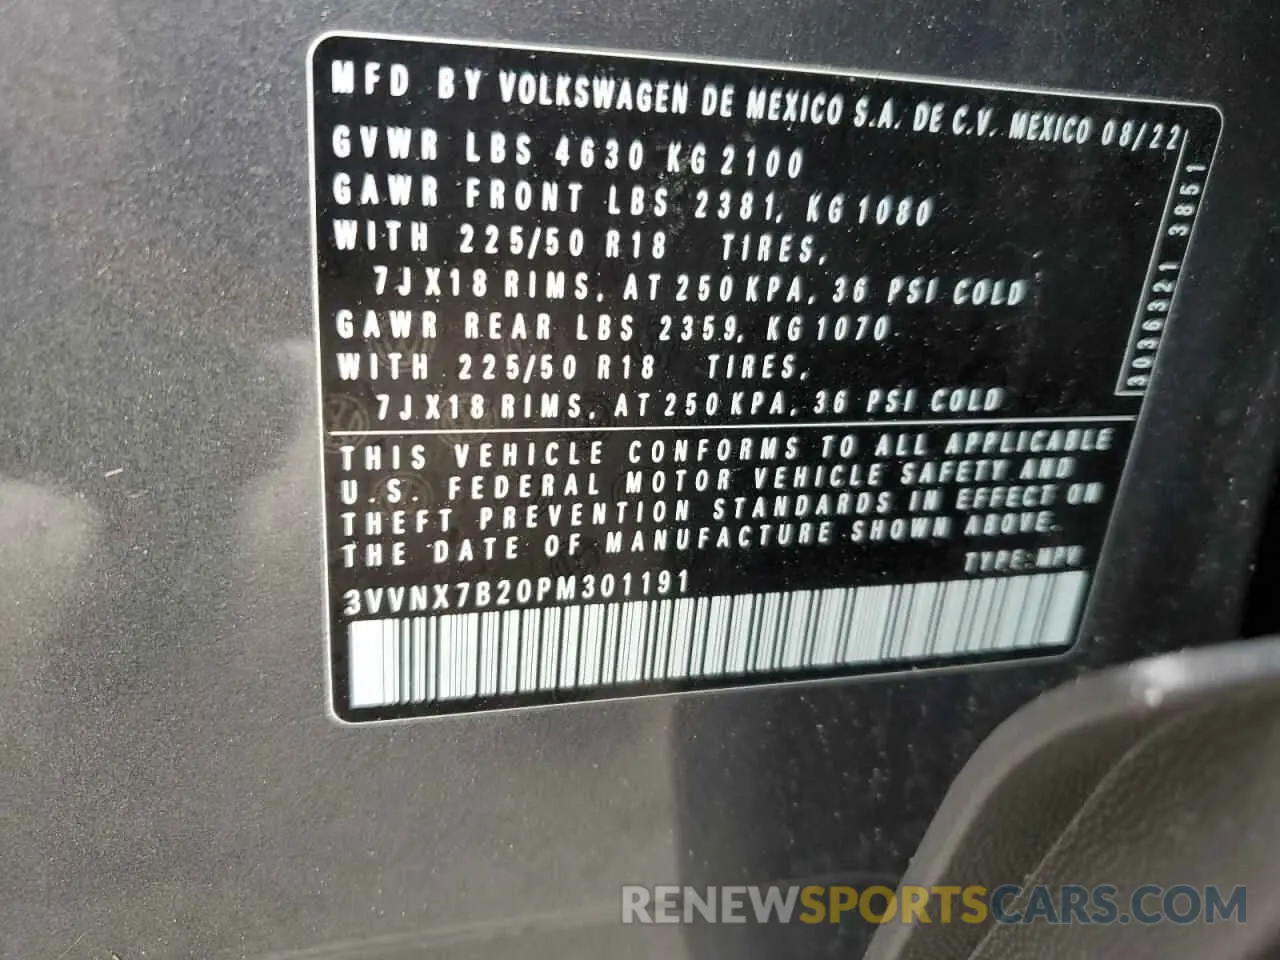 MFD BY VOLKSWAGEN DE MEXICO S.A. DE C.V. MEXICO 08/22
GVWR LBS 4630 KG 2100
GAWR FRONT LBS 2381, KG 1080
WITH 225/50 R18 TIRES,
7JX18 RIMS, AT 250 KPA, 36 PSI COLD
GAWR REAR LBS 2359, KG 1070
WITH 225/50 R18 TIRES,
7JX18 RIMS, AT 250 KPA, 36 PSI COLD
3036321 3851
THIS VEHICLE CONFORMS TO ALL APPLICABLE
U.S. FEDERAL MOTOR VEHICLE SAFETY AND
THEFT PREVENTION STANDARDS IN EFFECT ON
THE DATE OF MANUFACTURE SHOWN ABOVE.
TYPE: MPV
3VVNX7B20PM301191
RENEWSPORTSCARS.COM